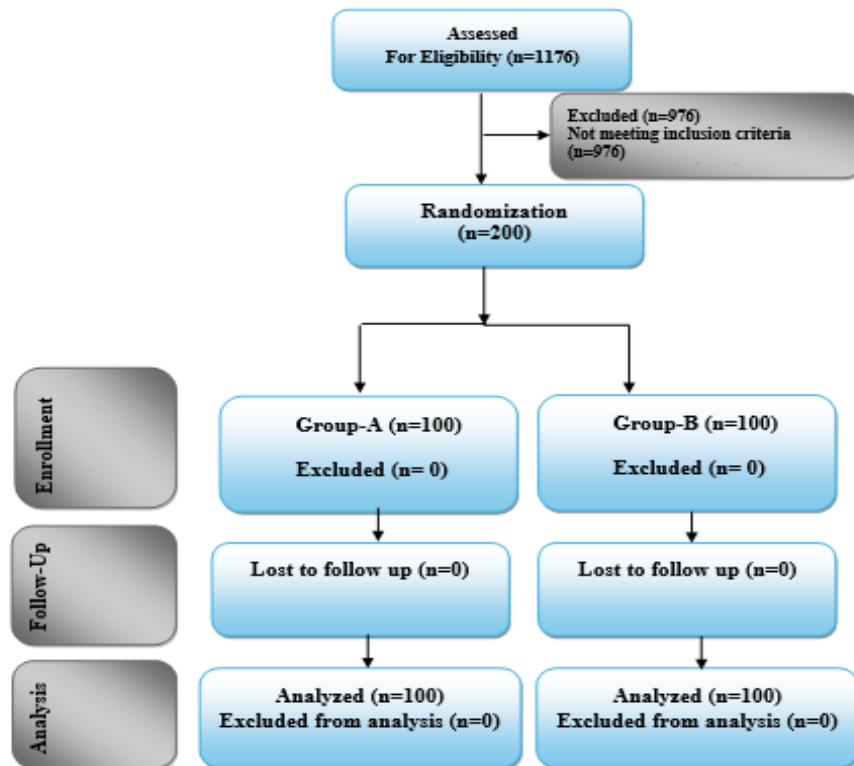 Assessed
For Eligibility (n=1176)
Excluded (n=976)
Not meeting inclusion criteria
(n=976)
Randomization
(n=200)
Enrollment
Group-A (n=100)
Excluded (n= 0)
Group-B (n=100)
Excluded (n= 0)
Follow-Up
Lost to follow up (n=0)
Lost to follow up (n=0)
Analysis
Analyzed (n=100)
Excluded from analysis (n=0)
Analyzed (n=100)
Excluded from analysis (n=0)